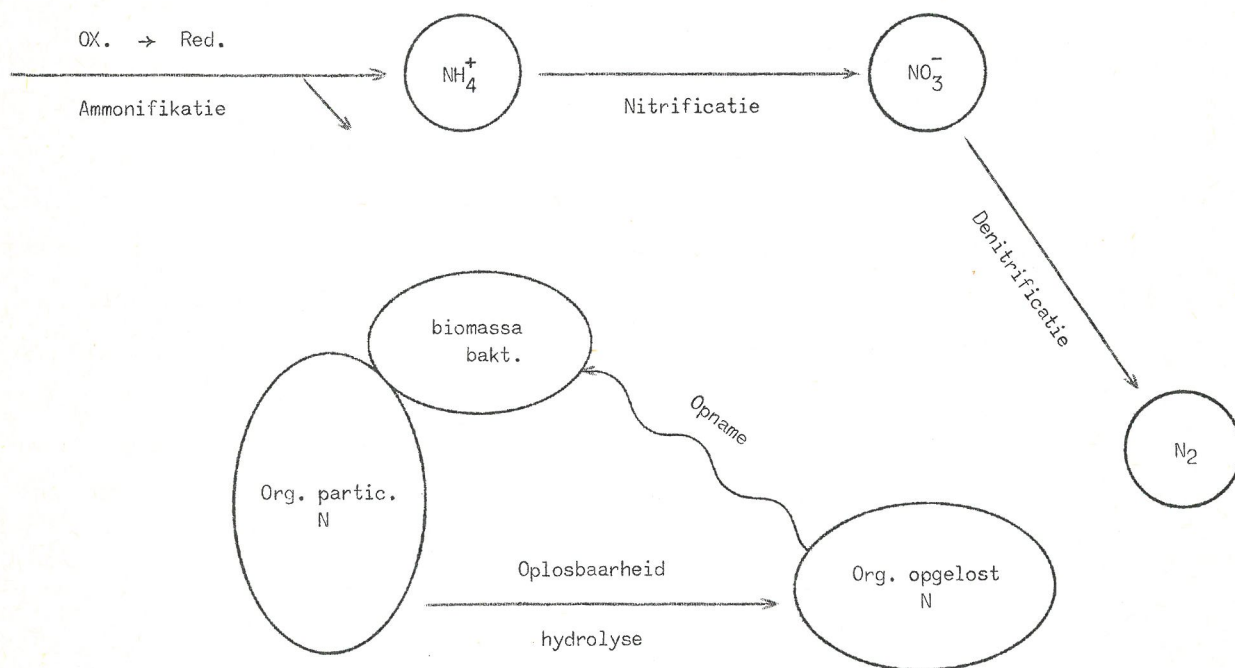 OX. → Red.
Ammonifikatie
NH₄⁺
Nitrificatie
NO₃⁻
Denitrificatie
N₂
biomassa
bakt.
Opname
Org. partic.
N
Oplosbaarheid
hydrolyse
Org. opgelost
N